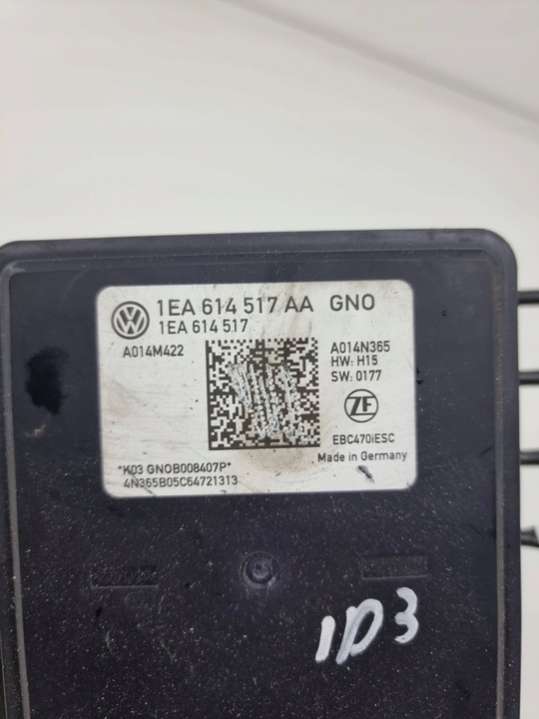 1EA 614 517 AA GNO
1EA 614 517
A014M422
A014N365
HW: H15
SW: 0177
ZF
EBC470iESC
Made in Germany
*K03 GNOB008407P*
4N365B05C64721313
ID3